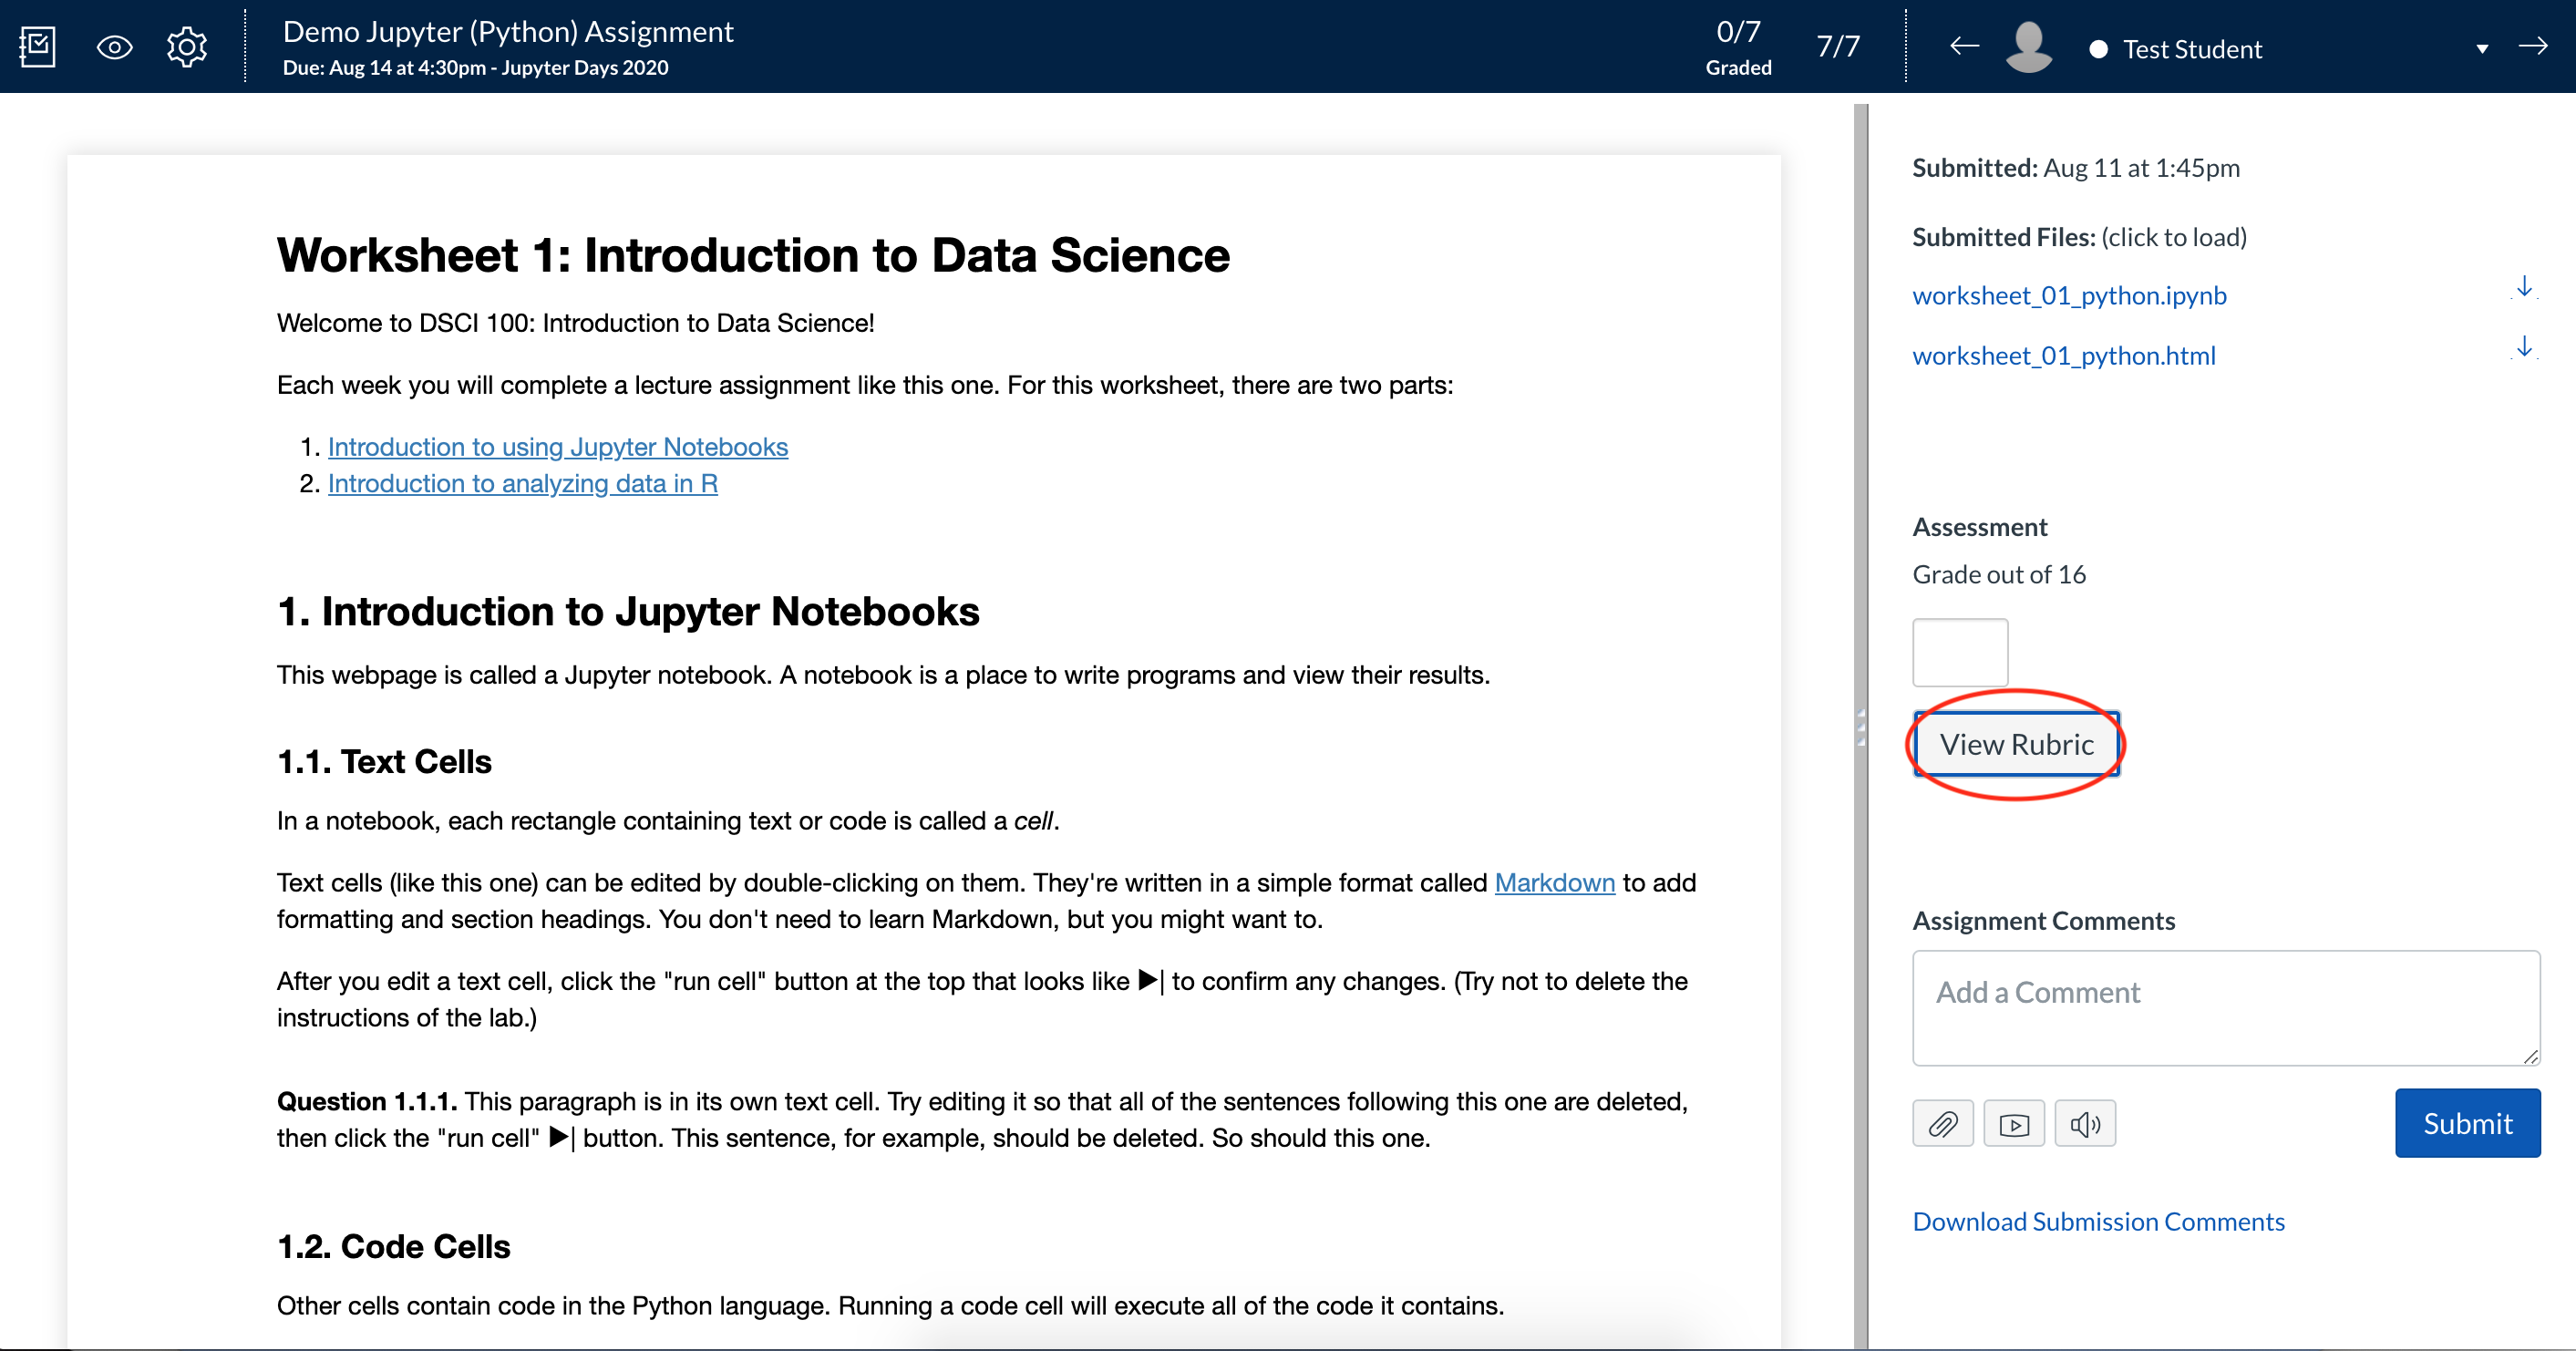 Demo Jupyter (Python) Assignment
Due: Aug 14 at 4:30pm - Jupyter Days 2020
0/7
Graded
7/7
Test Student
Worksheet 1: Introduction to Data Science
Welcome to DSCI 100: Introduction to Data Science!
Each week you will complete a lecture assignment like this one. For this worksheet, there are two parts:
1. Introduction to using Jupyter Notebooks
2. Introduction to analyzing data in R
1. Introduction to Jupyter Notebooks
This webpage is called a Jupyter notebook. A notebook is a place to write programs and view their results.
1.1. Text Cells
In a notebook, each rectangle containing text or code is called a cell.
Text cells (like this one) can be edited by double-clicking on them. They're written in a simple format called Markdown to add
formatting and section headings. You don't need to learn Markdown, but you might want to.
After you edit a text cell, click the "run cell" button at the top that looks like ▶| to confirm any changes. (Try not to delete the
instructions of the lab.)
Question 1.1.1. This paragraph is in its own text cell. Try editing it so that all of the sentences following this one are deleted,
then click the "run cell" ▶| button. This sentence, for example, should be deleted. So should this one.
1.2. Code Cells
Other cells contain code in the Python language. Running a code cell will execute all of the code it contains.
Submitted: Aug 11 at 1:45pm
Submitted Files: (click to load)
worksheet_01_python.ipynb
worksheet_01_python.html
Assessment
Grade out of 16
View Rubric
Assignment Comments
Add a Comment
Submit
Download Submission Comments